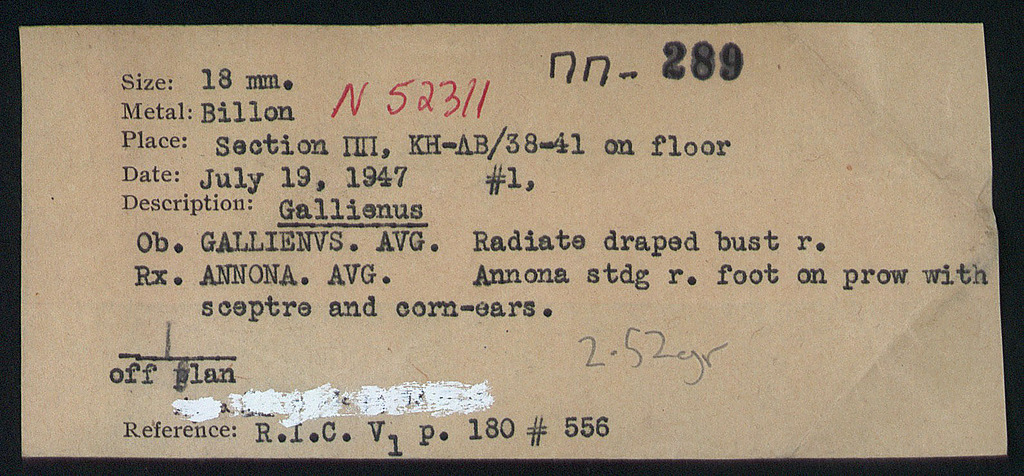 ΠΠ- 289
Size: 18 mm.
N 52311
Metal: Billon
Place: Section ΠΠ, KH-ΛB/38-41 on floor
Date: July 19, 1947 #1,
Description: Gallienus
Ob. GALLIENVS. AVG. Radiate draped bust r.
Rx. ANNONA. AVG. Annona stdg r. foot on prow with
sceptre and corn-ears.
2.52gr
off plan
Reference: R.I.C. V1 p. 180 # 556